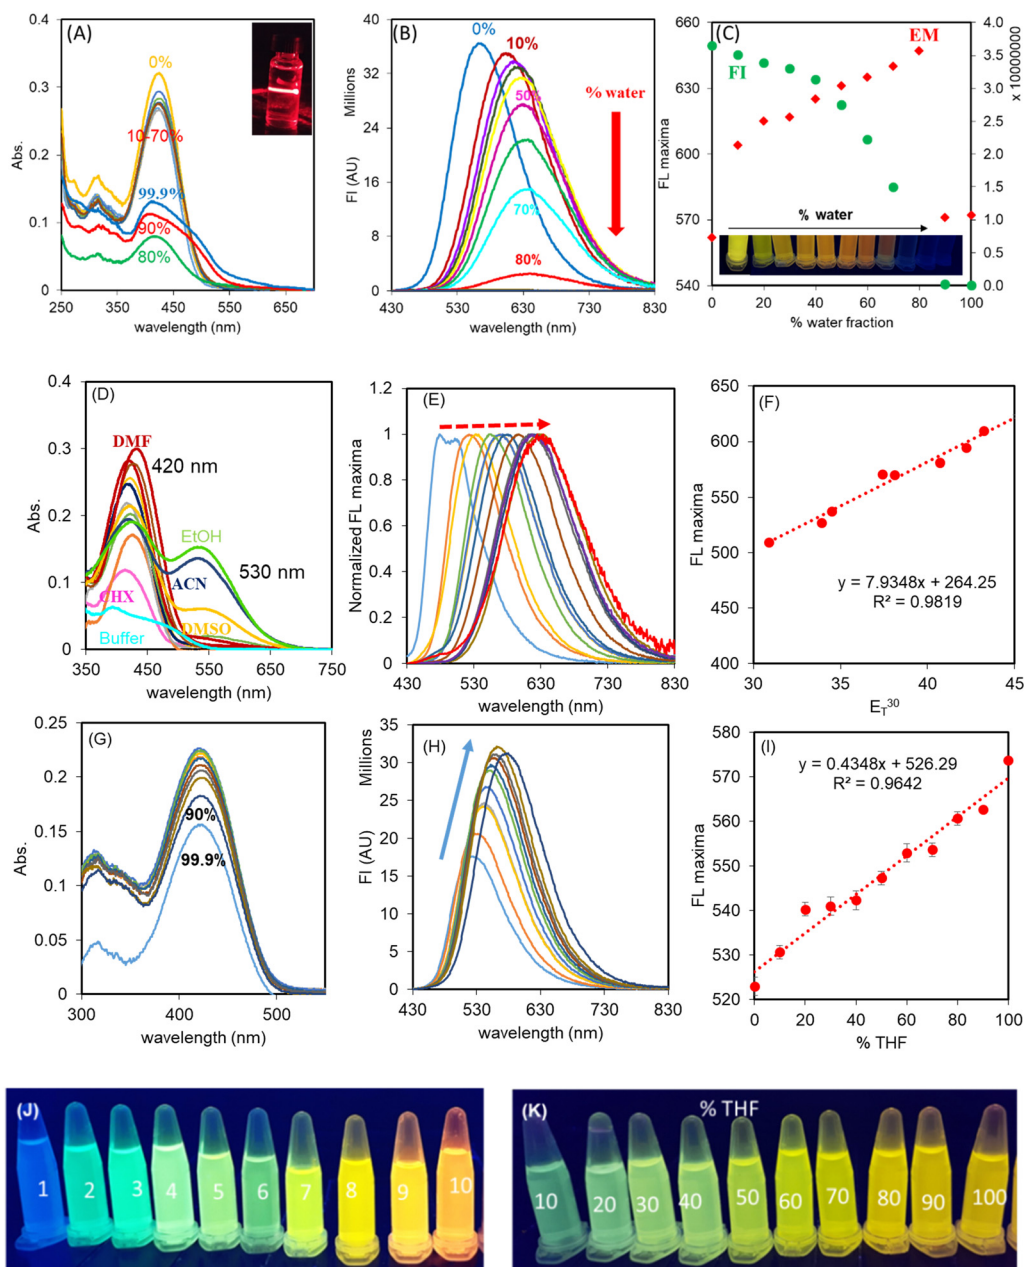 (A)
0%
10-70%
99.9%
90%
80%
Abs.
0.4
0.3
0.2
0.1
0
250 350 450 550 650
wavelength (nm)
(B)
0%
10%
50%
70%
80%
% water
Millions
FI (AU)
40
32
24
16
8
0
430 530 630 730 830
wavelength (nm)
(C)
FI
EM
% water
FL maxima
660
630
600
570
540
4.0
3.5
3.0
2.5
2.0
1.5
1.0
0.5
0.0
x 10000000
0 20 40 60 80 100
% water fraction
(D)
DMF
420 nm
EtOH
530 nm
ACN
CHX
DMSO
Buffer
Abs.
0.4
0.3
0.2
0.1
0
350 450 550 650 750
wavelength (nm)
(E)
Normalized FL maxima
1.2
1
0.8
0.6
0.4
0.2
0
430 530 630 730 830
wavelength (nm)
(F)
y = 7.9348x + 264.25
R² = 0.9819
FL maxima
650
600
550
500
450
400
30 35 40 45
E_T^30
(G)
90%
99.9%
Abs.
0.25
0.2
0.15
0.1
0.05
0
300 400 500
wavelength (nm)
(H)
Millions
FI (AU)
35
30
25
20
15
10
5
0
430 530 630 730 830
wavelength (nm)
(I)
y = 0.4348x + 526.29
R² = 0.9642
FL maxima
580
570
560
550
540
530
520
0 20 40 60 80 100
% THF
(J)
1 2 3 4 5 6 7 8 9 10
(K)
% THF
10 20 30 40 50 60 70 80 90 100